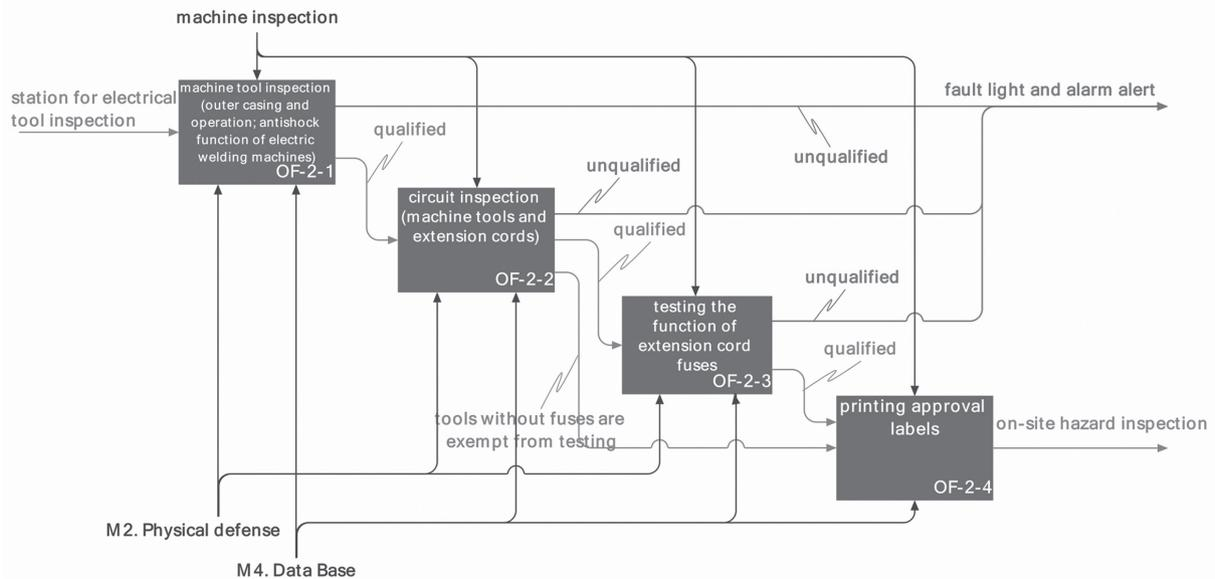 machine inspection
station for electrical
tool inspection
machine tool inspection
(outer casing and
operation; antishock
function of electric
welding machines)
OF-2-1
qualified
fault light and alarm alert
unqualified
unqualified
circuit inspection
(machine tools and
extension cords)
OF-2-2
qualified
unqualified
testing the
function of
extension cord
fuses
OF-2-3
qualified
tools without fuses are
exempt from testing
printing approval
labels
OF-2-4
on-site hazard inspection
M2. Physical defense
M4. Data Base